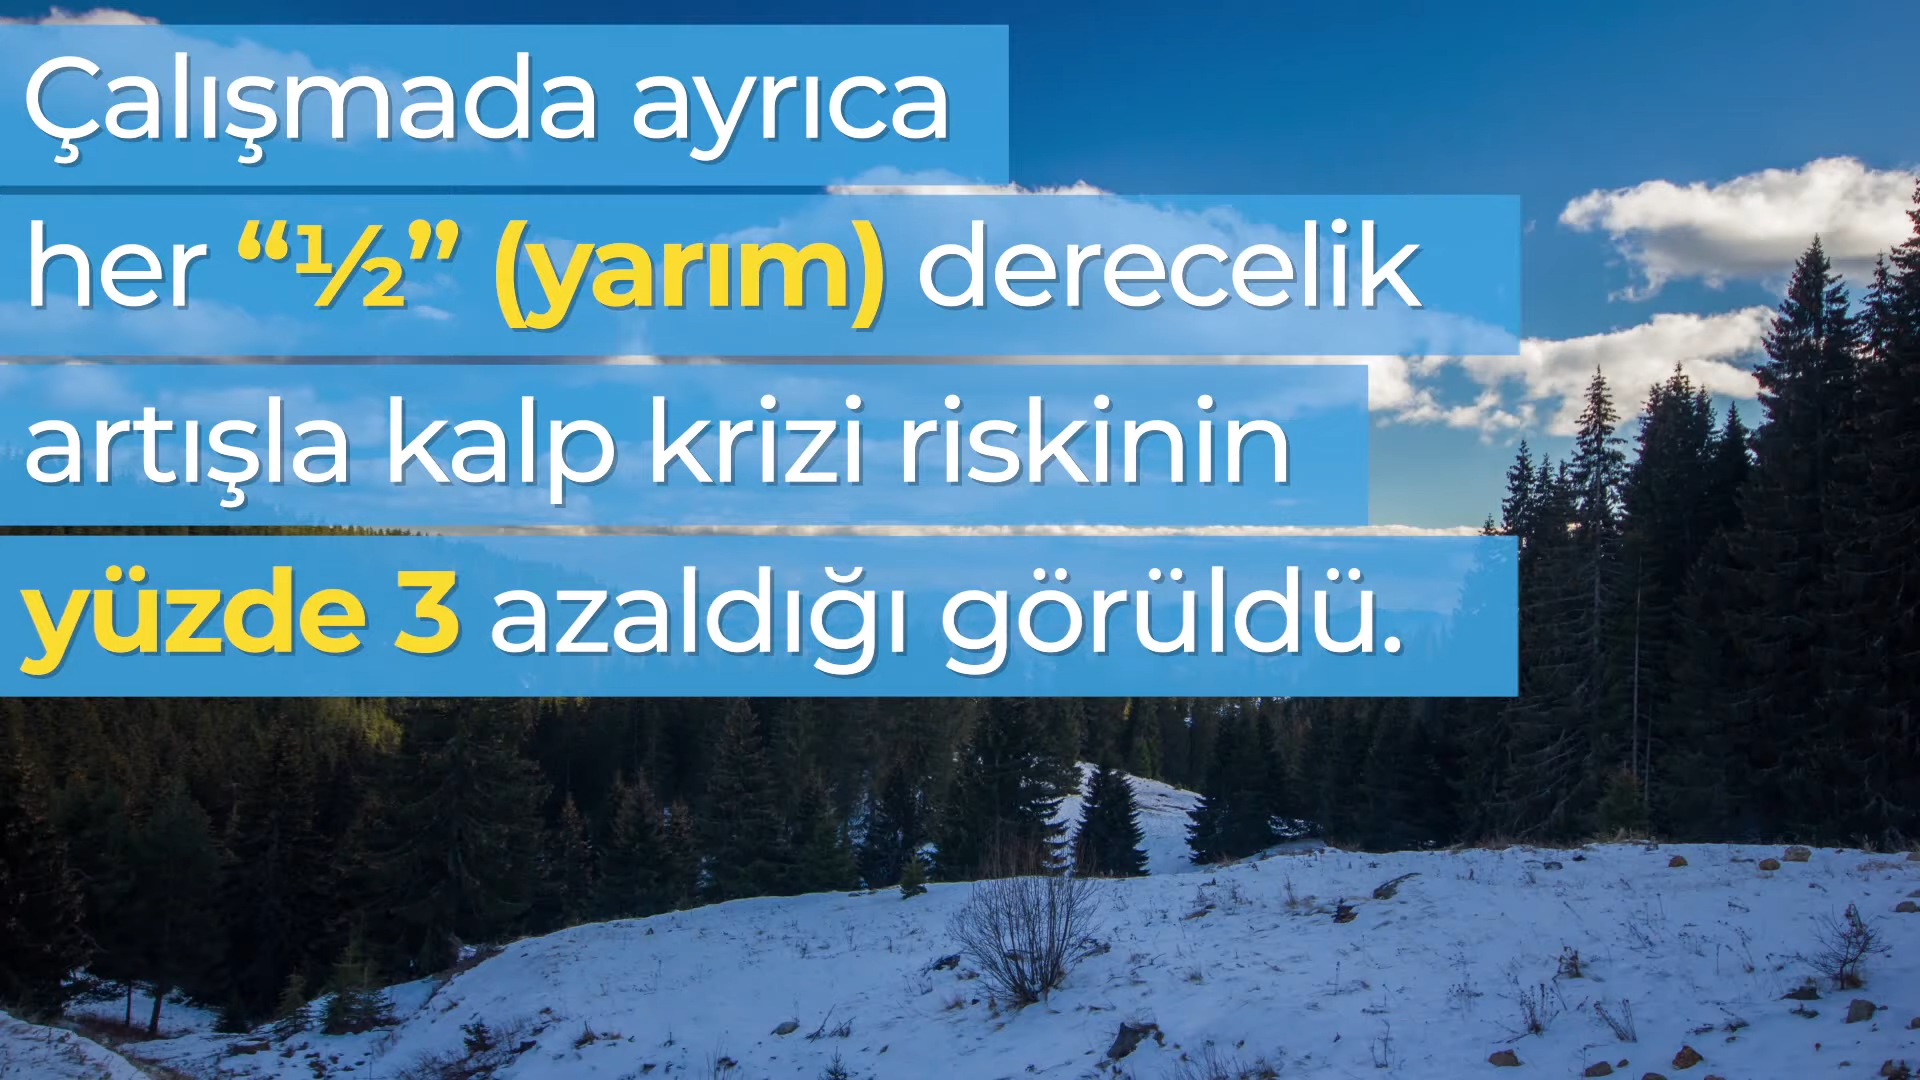 Çalışmada ayrıca
her “½” (yarım) derecelik
artışla kalp krizi riskinin
yüzde 3 azaldığı görüldü.